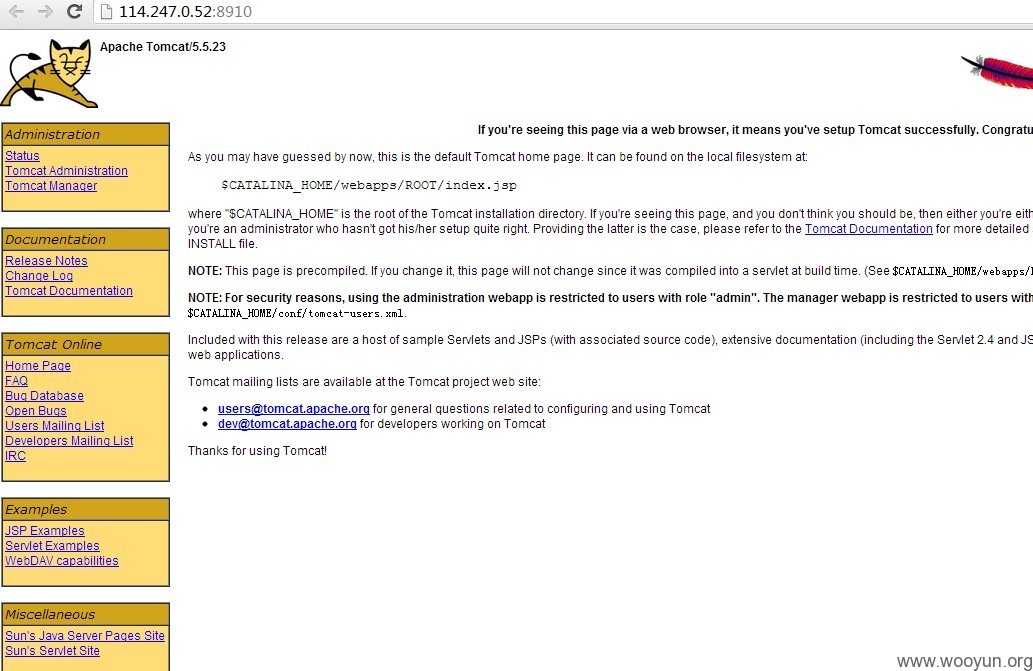 114.247.0.52:8910
Apache Tomcat/5.5.23
Administration
Status
Tomcat Administration
Tomcat Manager
Documentation
Release Notes
Change Log
Tomcat Documentation
Tomcat Online
Home Page
FAQ
Bug Database
Open Bugs
Users Mailing List
Developers Mailing List
IRC
Examples
JSP Examples
Servlet Examples
WebDAV capabilities
Miscellaneous
Sun's Java Server Pages Site
Sun's Servlet Site
If you're seeing this page via a web browser, it means you've setup Tomcat successfully. Congratu
As you may have guessed by now, this is the default Tomcat home page. It can be found on the local filesystem at:
$CATALINA_HOME/webapps/ROOT/index.jsp
where "$CATALINA_HOME" is the root of the Tomcat installation directory. If you're seeing this page, and you don't think you should be, then either you're eith
you're an administrator who hasn't got his/her setup quite right. Providing the latter is the case, please refer to the Tomcat Documentation for more detailed
INSTALL file.
NOTE: This page is precompiled. If you change it, this page will not change since it was compiled into a servlet at build time. (See $CATALINA_HOME/webapps/
NOTE: For security reasons, using the administration webapp is restricted to users with role "admin". The manager webapp is restricted to users with
$CATALINA_HOME/conf/tomcat-users.xml.
Included with this release are a host of sample Servlets and JSPs (with associated source code), extensive documentation (including the Servlet 2.4 and JS
web applications.
Tomcat mailing lists are available at the Tomcat project web site:
users@tomcat.apache.org for general questions related to configuring and using Tomcat
dev@tomcat.apache.org for developers working on Tomcat
Thanks for using Tomcat!
www.wooyun.org